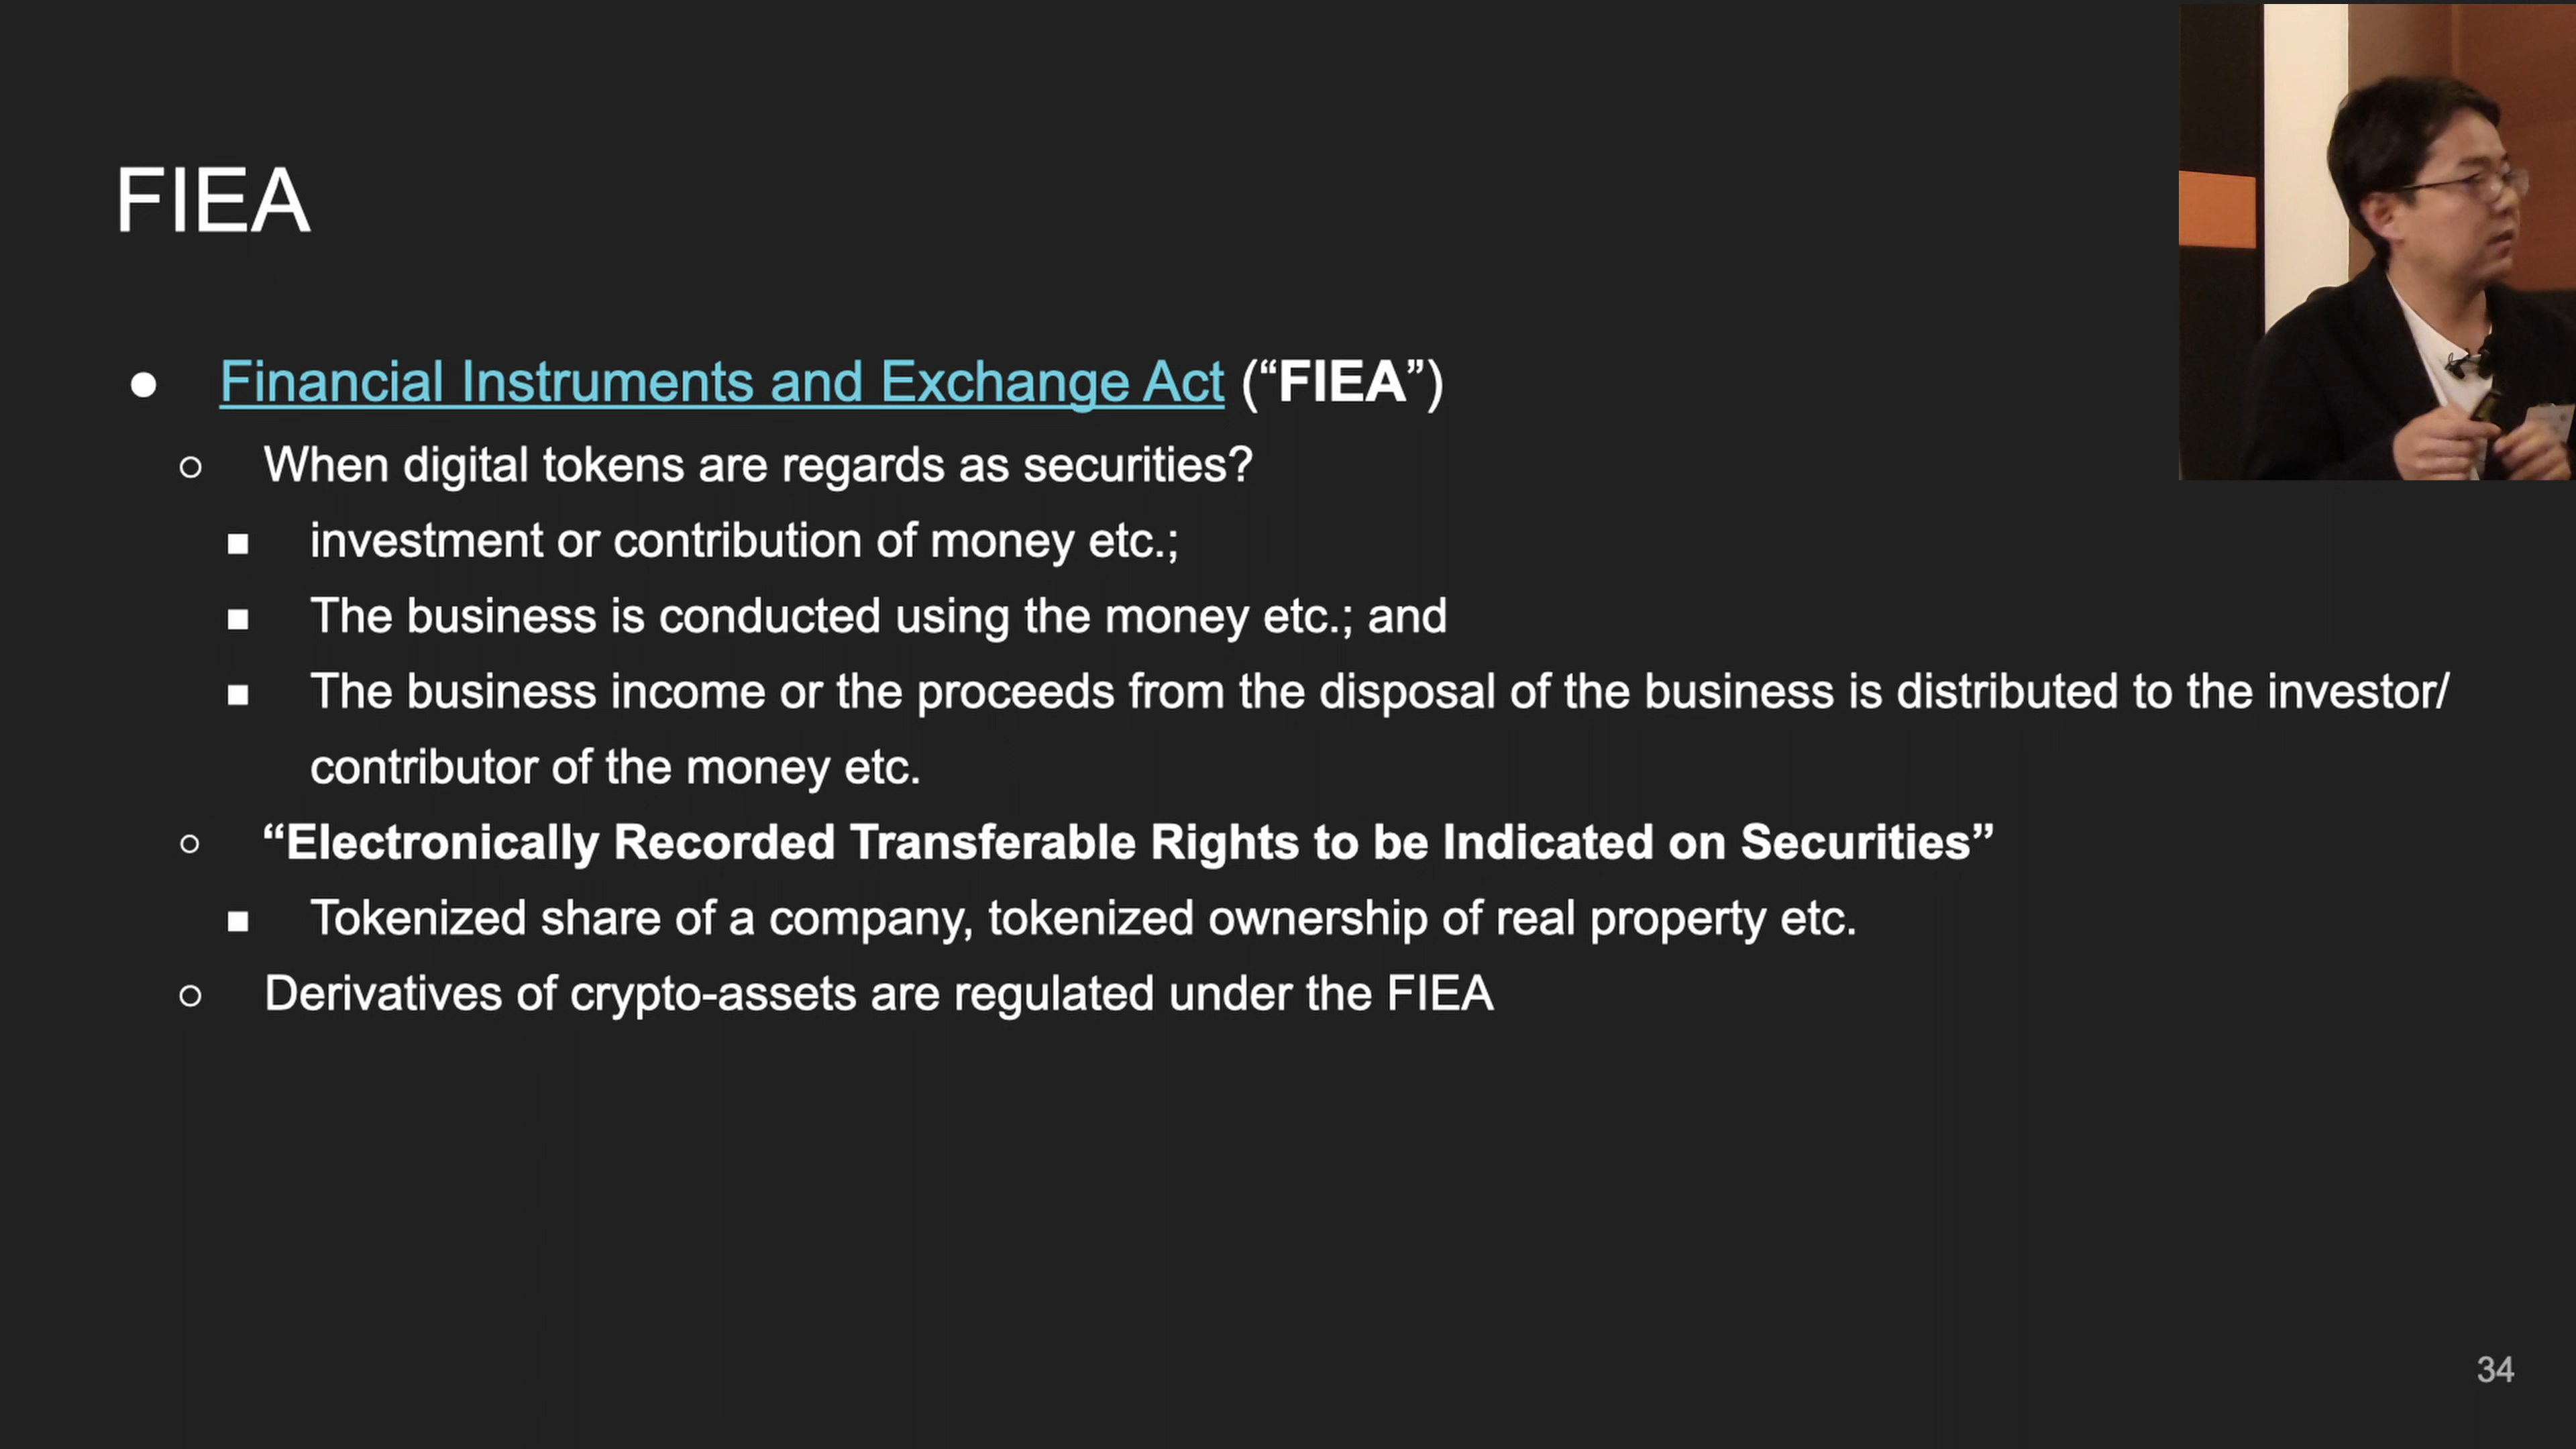 FIEA
● Financial Instruments and Exchange Act (“FIEA”)
○ When digital tokens are regards as securities?
■ investment or contribution of money etc.;
■ The business is conducted using the money etc.; and
■ The business income or the proceeds from the disposal of the business is distributed to the investor/
contributor of the money etc.
○ “Electronically Recorded Transferable Rights to be Indicated on Securities”
■ Tokenized share of a company, tokenized ownership of real property etc.
○ Derivatives of crypto-assets are regulated under the FIEA
34